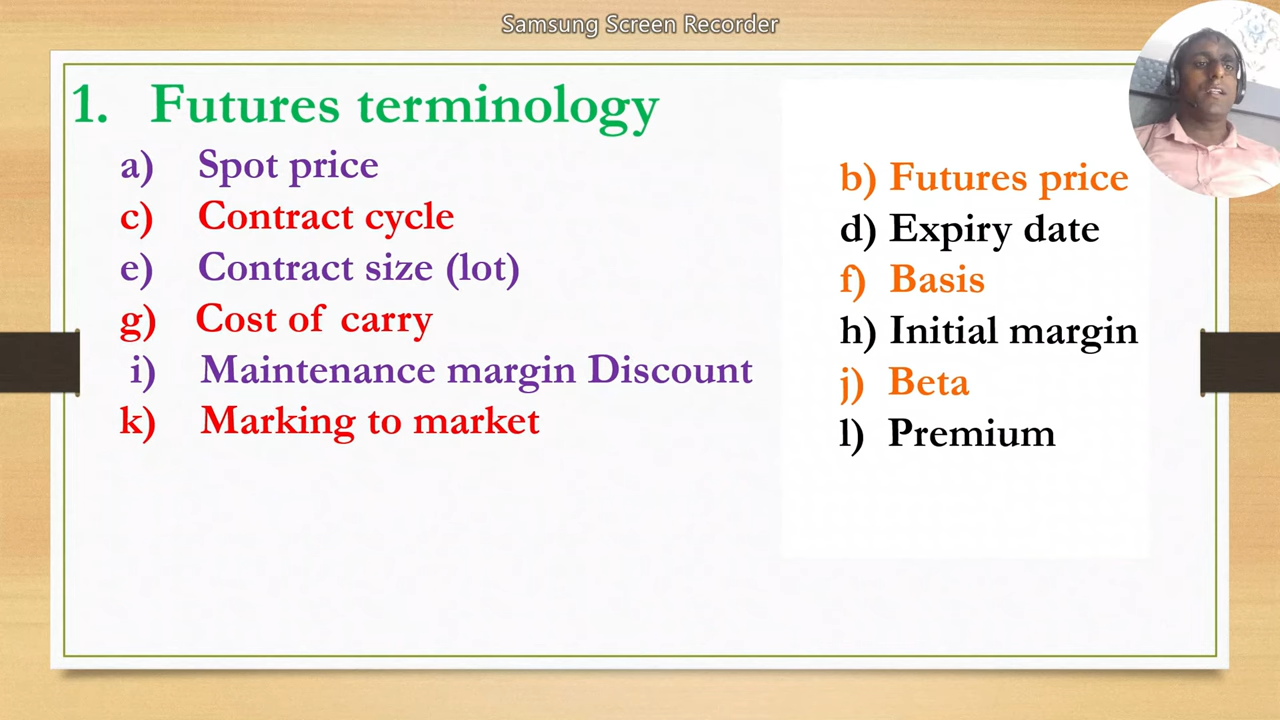 Samsung Screen Recorder
1. Futures terminology
a) Spot price
b) Futures price
c) Contract cycle
d) Expiry date
e) Contract size (lot)
f) Basis
g) Cost of carry
h) Initial margin
i) Maintenance margin Discount
j) Beta
k) Marking to market
l) Premium